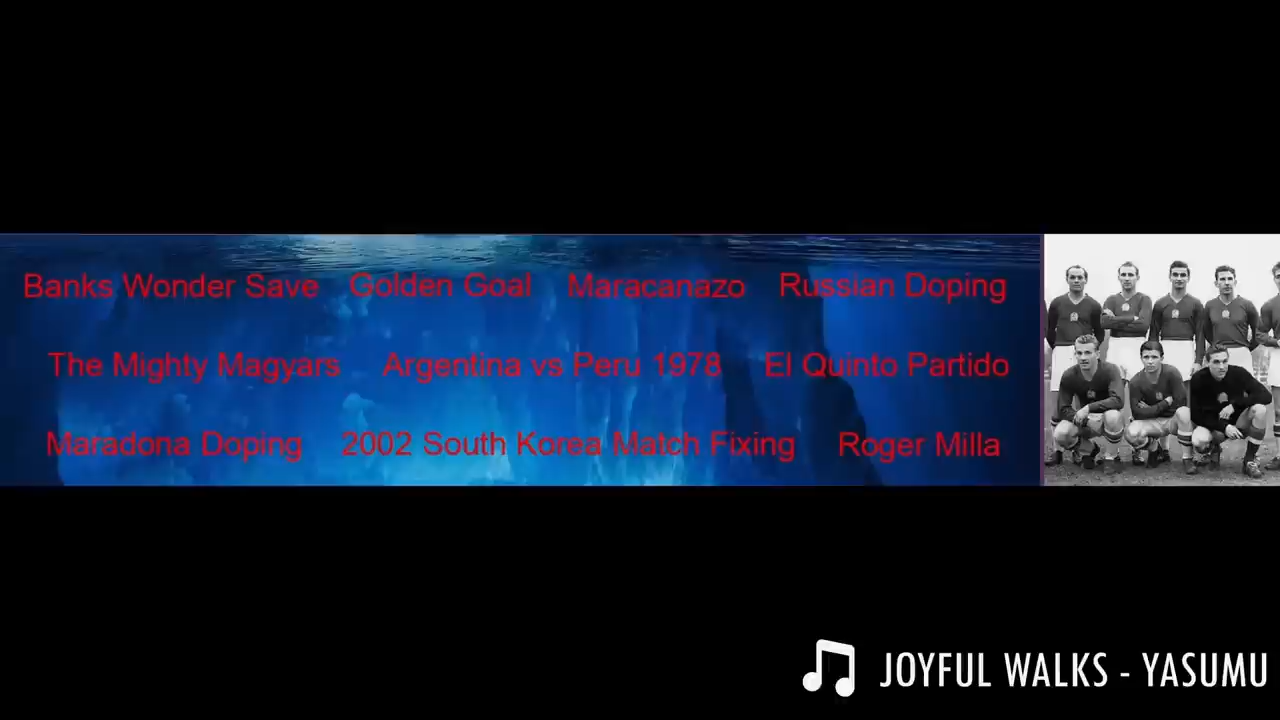 Banks Wonder Save Golden Goal Maracanazo Russian Doping
The Mighty Magyars Argentina vs Peru 1978 El Quinto Partido
Maradona Doping 2002 South Korea Match Fixing Roger Milla
JOYFUL WALKS - YASUMU